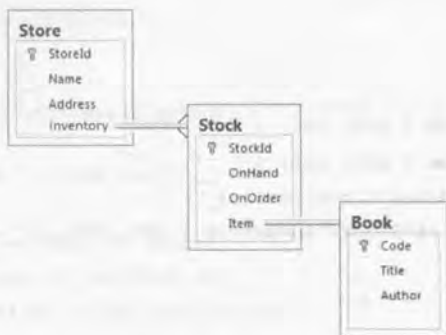 Store
StoreId
Name
Address
Inventory
Stock
StockId
OnHand
OnOrder
Item
Book
Code
Title
Author